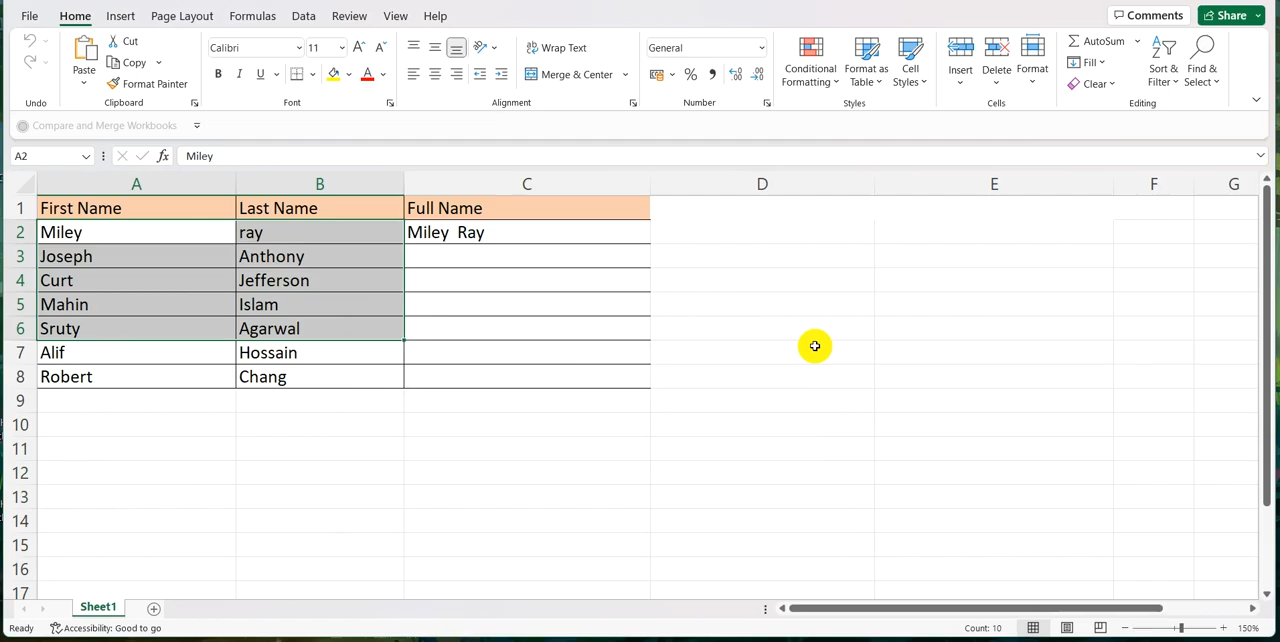 File Home Insert Page Layout Formulas Data Review View Help Comments Share
Cut
Copy
Format Painter
Paste
Undo Clipboard
Calibri 11
B I U A
Font
Wrap Text
Merge & Center
Alignment
General
%
Number
Conditional Formatting
Format as Table
Cell Styles
Styles
Insert Delete Format
Cells
AutoSum
Fill
Clear
Sort & Filter
Find & Select
Editing
Compare and Merge Workbooks
A2 fx Miley
A B C D E F G
1 First Name Last Name Full Name
2 Miley ray Miley  Ray
3 Joseph Anthony
4 Curt Jefferson
5 Mahin Islam
6 Sruty Agarwal
7 Alif Hossain
8 Robert Chang
9
10
11
12
13
14
15
16
17
Sheet1
Ready Accessibility: Good to go Count: 10 150%